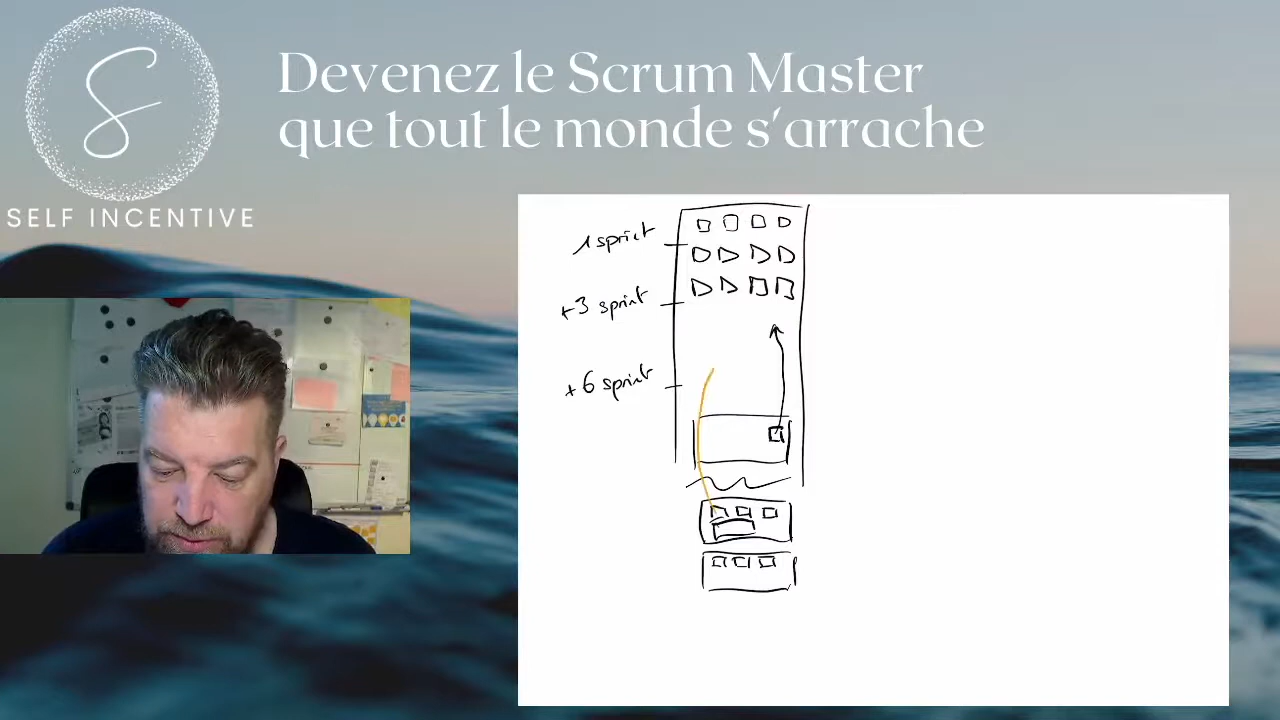 Devenez le Scrum Master
que tout le monde s'arrache
SELF INCENTIVE
1 sprint
+3 sprint
+6 sprint